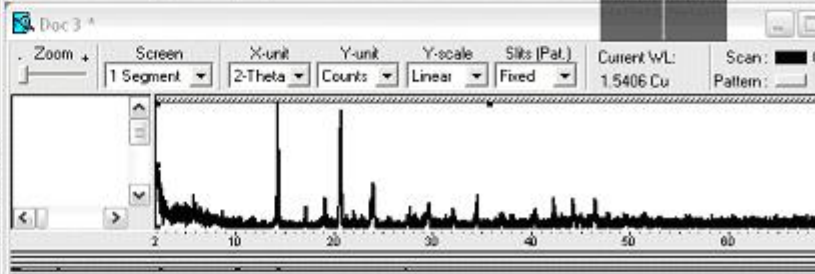 Doc 3 *
. Zoom + Screen X-unit Y-unit Y-scale Slits (Pat.) Current WL: Scan:
1 Segment 2-Theta Counts Linear Fixed 1.5406 Cu Pattern:
2 10 20 30 40 50 60